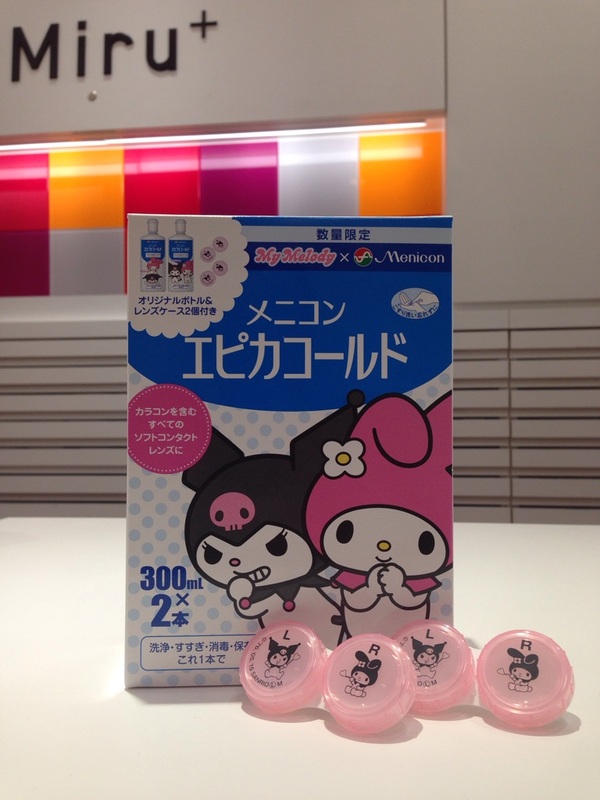 Miru+
数量限定
My Melody × Menicon
オリジナルボトル&
レンズケース2個付き
メニコン
エピカコールド
カラコンを含む
すべての
ソフトコンタクト
レンズに
300mL
×
2本
洗浄・すすぎ・消毒・保存
これ1本で
L
R
L
R